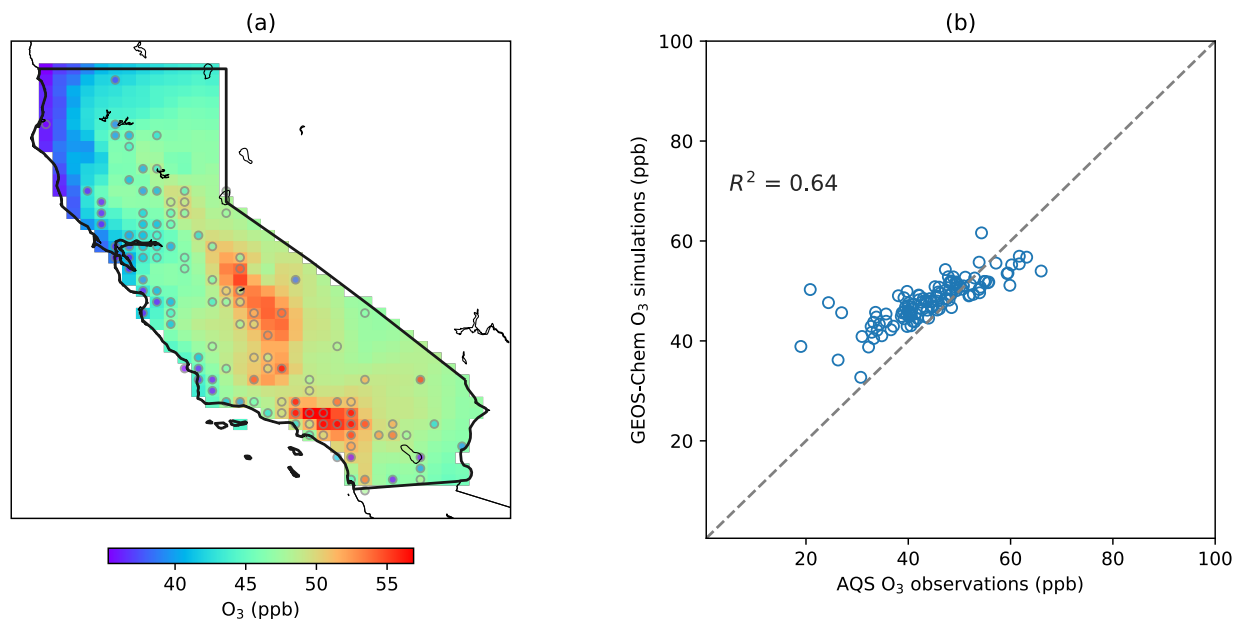 (a)
40 45 50 55
O₃ (ppb)
(b)
100
80
60
40
20
GEOS-Chem O₃ simulations (ppb)
R² = 0.64
20 40 60 80 100
AQS O₃ observations (ppb)